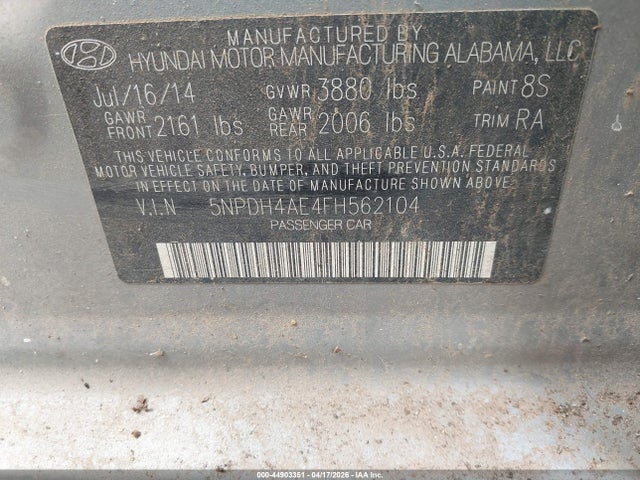 MANUFACTURED BY
HYUNDAI MOTOR MANUFACTURING ALABAMA, LLC
Jul/16/14 GVWR 3880 lbs PAINT 8S
GAWR FRONT 2161 lbs GAWR REAR 2006 lbs TRIM RA
THIS VEHICLE CONFORMS TO ALL APPLICABLE U.S.A. FEDERAL
MOTOR VEHICLE SAFETY, BUMPER, AND THEFT PREVENTION STANDARDS
IN EFFECT ON THE DATE OF MANUFACTURE SHOWN ABOVE.
V.I.N 5NPDH4AE4FH562104
PASSENGER CAR
000-44903351 - 04/17/2026 - COPYRIGHT IAA, LLC